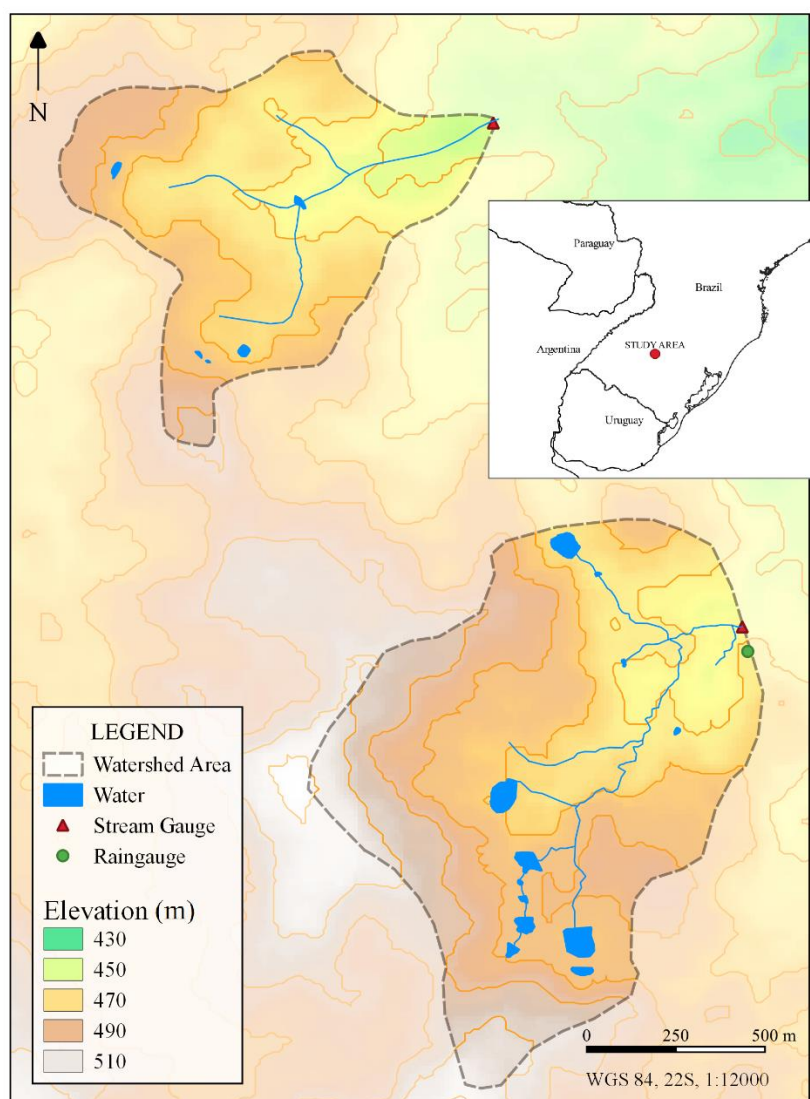 N
Paraguay
Brazil
Argentina
STUDY AREA
Uruguay
LEGEND
Watershed Area
Water
Stream Gauge
Raingauge
Elevation (m)
430
450
470
490
510
0 250 500 m
WGS 84, 22S, 1:12000